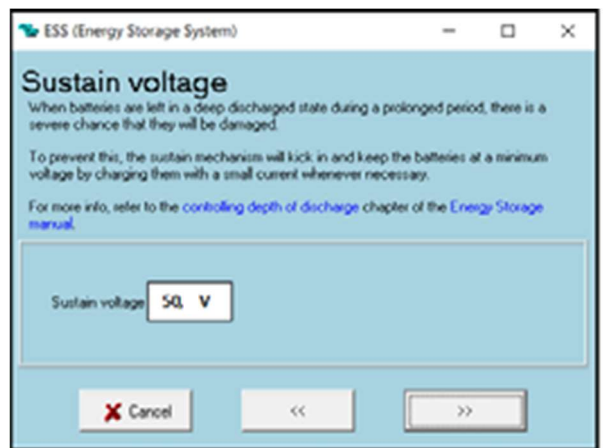 ESS (Energy Storage System)
Sustain voltage
When batteries are left in a deep discharged state during a prolonged period, there is a
severe chance that they will be damaged.
To prevent this, the sustain mechanism will kick in and keep the batteries at a minimum
voltage by charging them with a small current whenever necessary.
For more info, refer to the controlling depth of discharge chapter of the Energy Storage
manual.
Sustain voltage 50, V
Cancel << >>